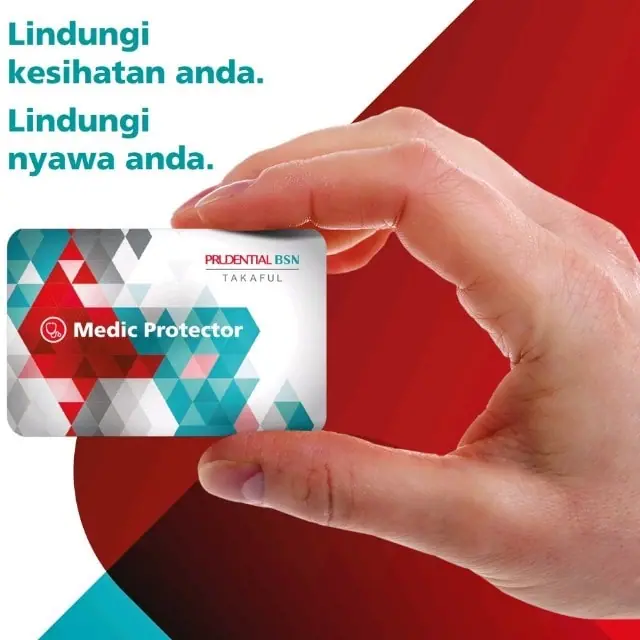 Lindungi
kesihatan anda.
Lindungi
nyawa anda.
PRUDENTIAL BSN
TAKAFUL
Medic Protector